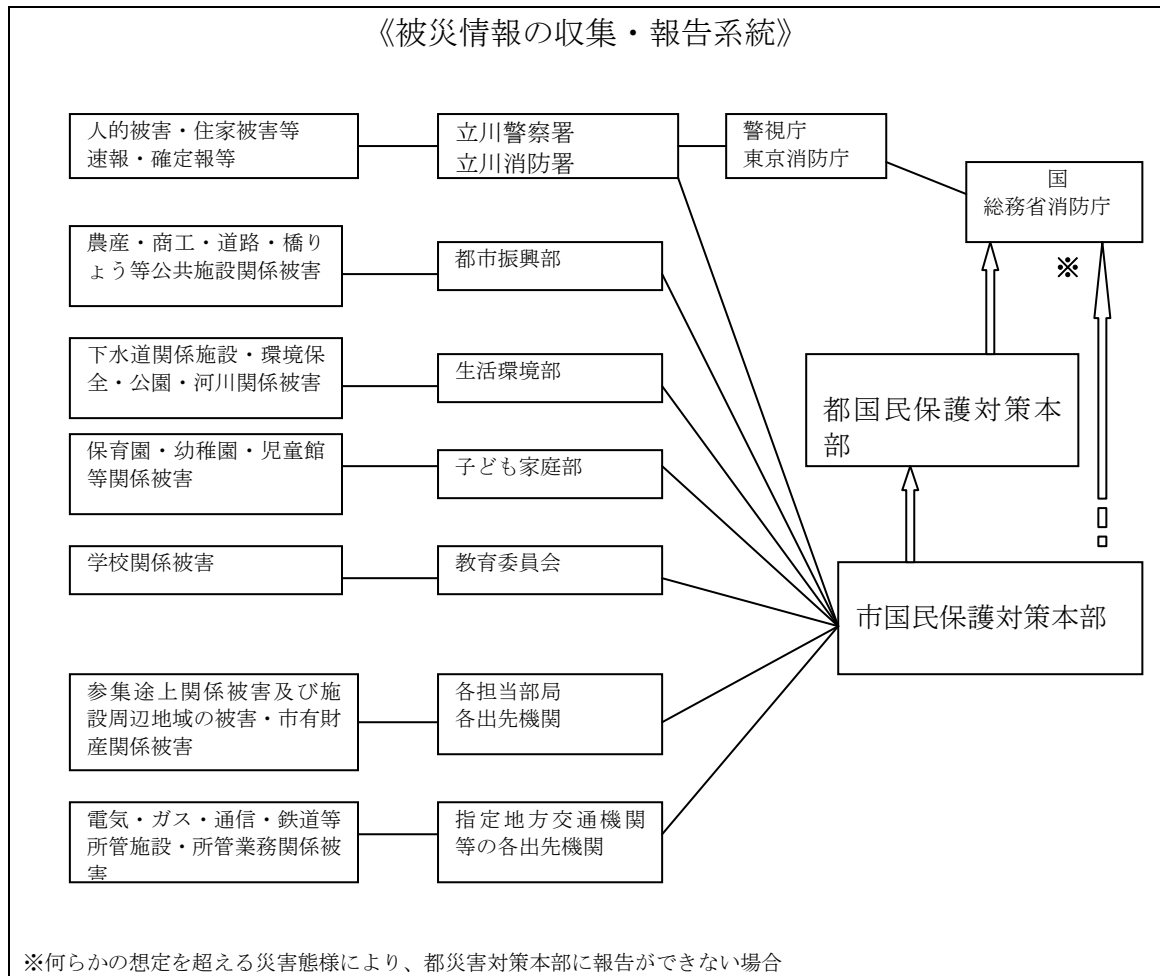 《被災情報の収集・報告系統》
人的被害・住家被害等
速報・確定報等
立川警察署
立川消防署
警視庁
東京消防庁
国
総務省消防庁
農産・商工・道路・橋り
ょう等公共施設関係被害
都市振興部
※
下水道関係施設・環境保
全・公園・河川関係被害
生活環境部
都国民保護対策本
部
保育園・幼稚園・児童館
等関係被害
子ども家庭部
学校関係被害
教育委員会
市国民保護対策本部
参集途上関係被害及び施
設周辺地域の被害・市有財
産関係被害
各担当部局
各出先機関
電気・ガス・通信・鉄道等
所管施設・所管業務関係被
害
指定地方交通機関
等の各出先機関
※何らかの想定を超える災害態様により、都災害対策本部に報告ができない場合